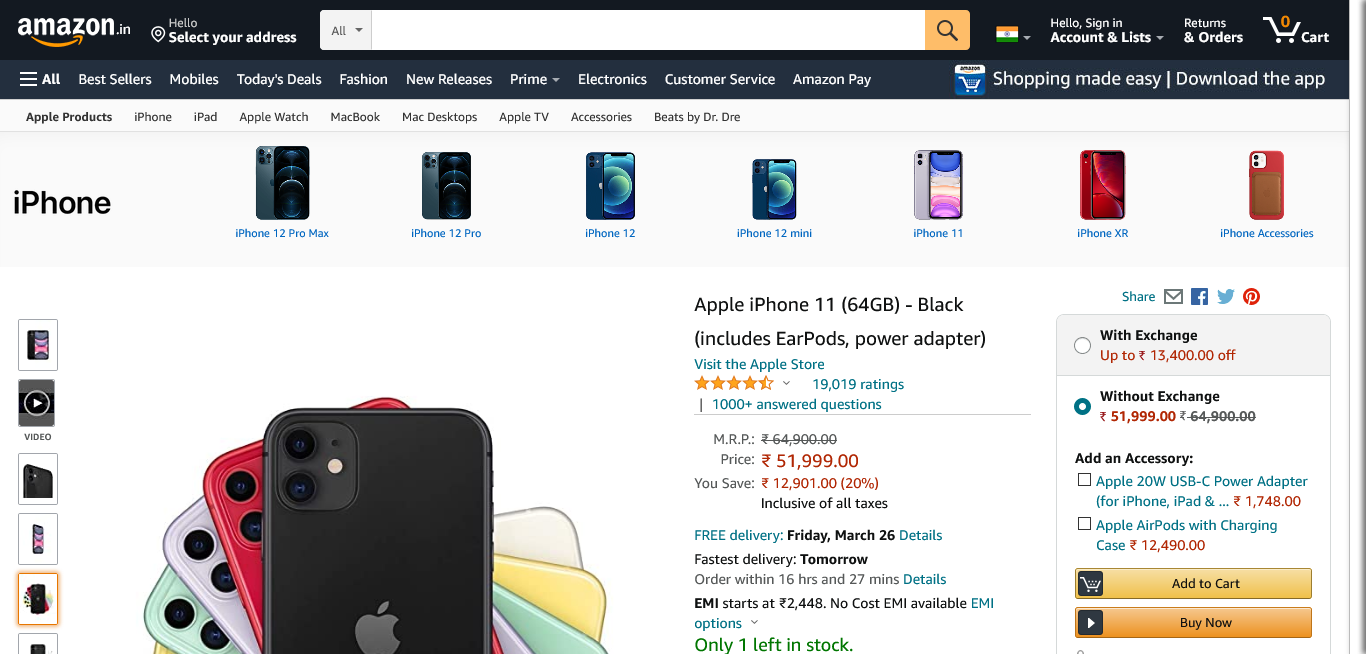 amazon.in
Hello
Select your address
All
Hello, Sign in
Account & Lists
Returns
& Orders
0
Cart
All
Best Sellers
Mobiles
Today's Deals
Fashion
New Releases
Prime
Electronics
Customer Service
Amazon Pay
amazon
Shopping made easy | Download the app
Apple Products
iPhone
iPad
Apple Watch
MacBook
Mac Desktops
Apple TV
Accessories
Beats by Dr. Dre
iPhone
iPhone 12 Pro Max
iPhone 12 Pro
iPhone 12
iPhone 12 mini
iPhone 11
iPhone XR
iPhone Accessories
VIDEO
Apple iPhone 11 (64GB) - Black
(includes EarPods, power adapter)
Visit the Apple Store
19,019 ratings
| 1000+ answered questions
M.R.P.: ₹ 64,900.00
Price: ₹ 51,999.00
You Save: ₹ 12,901.00 (20%)
Inclusive of all taxes
FREE delivery: Friday, March 26 Details
Fastest delivery: Tomorrow
Order within 16 hrs and 27 mins Details
EMI starts at ₹2,448. No Cost EMI available EMI
options
Only 1 left in stock.
Share
With Exchange
Up to ₹ 13,400.00 off
Without Exchange
₹ 51,999.00 ₹ 64,900.00
Add an Accessory:
Apple 20W USB-C Power Adapter
(for iPhone, iPad & ... ₹ 1,748.00
Apple AirPods with Charging
Case ₹ 12,490.00
Add to Cart
Buy Now